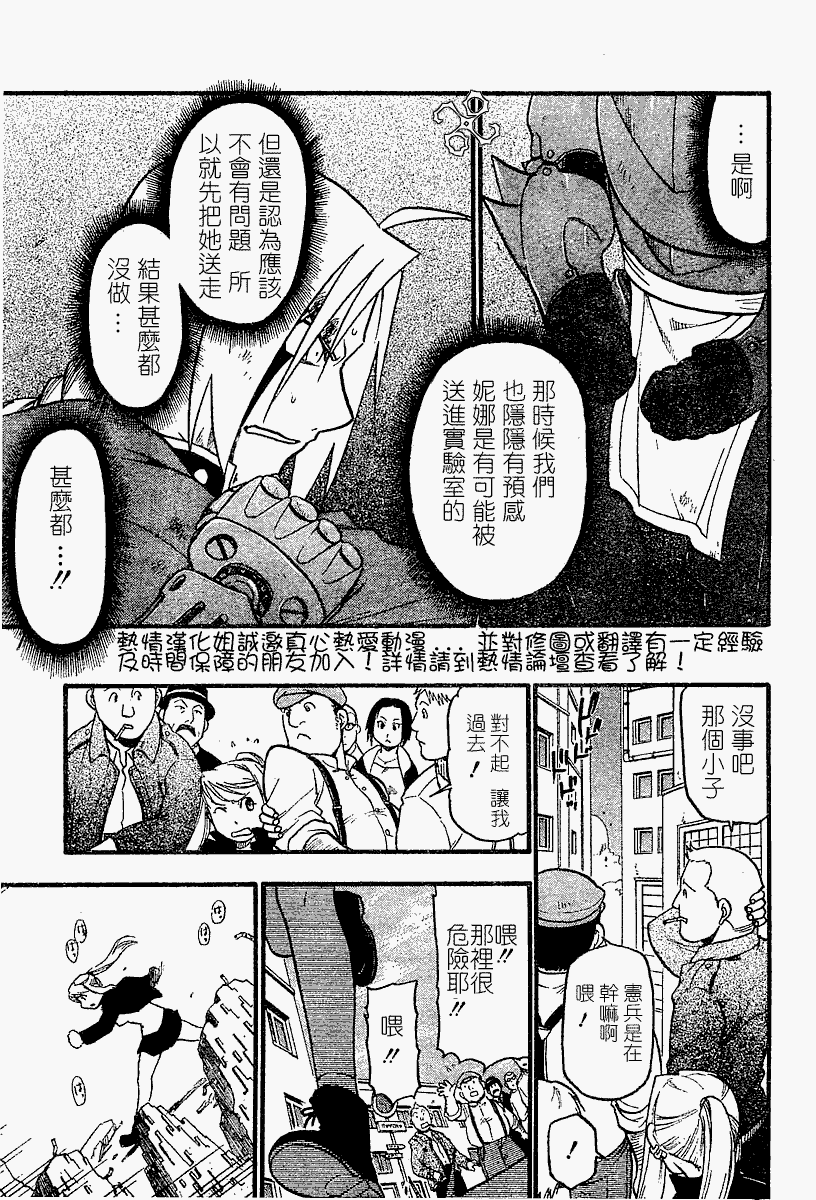 …是啊
那時候我們
也隱隱有預感
妮娜是有可能被
送進實驗室的
但還是認為應該
不會有問題 所
以就先把她送走
結果甚麼都
沒做…
甚麼都
…!!
熱情漢化姐誠邀真心熱愛動漫……並對修圖或翻譯有一定經驗
及時間保障的朋友加入!詳情請到熱情論壇查看了解!
沒事吧
那個小子
憲兵是在
幹嘛啊
喂!
對不起 讓我
過去!
喂!!
那裡很
危險耶
!!
喂
!!